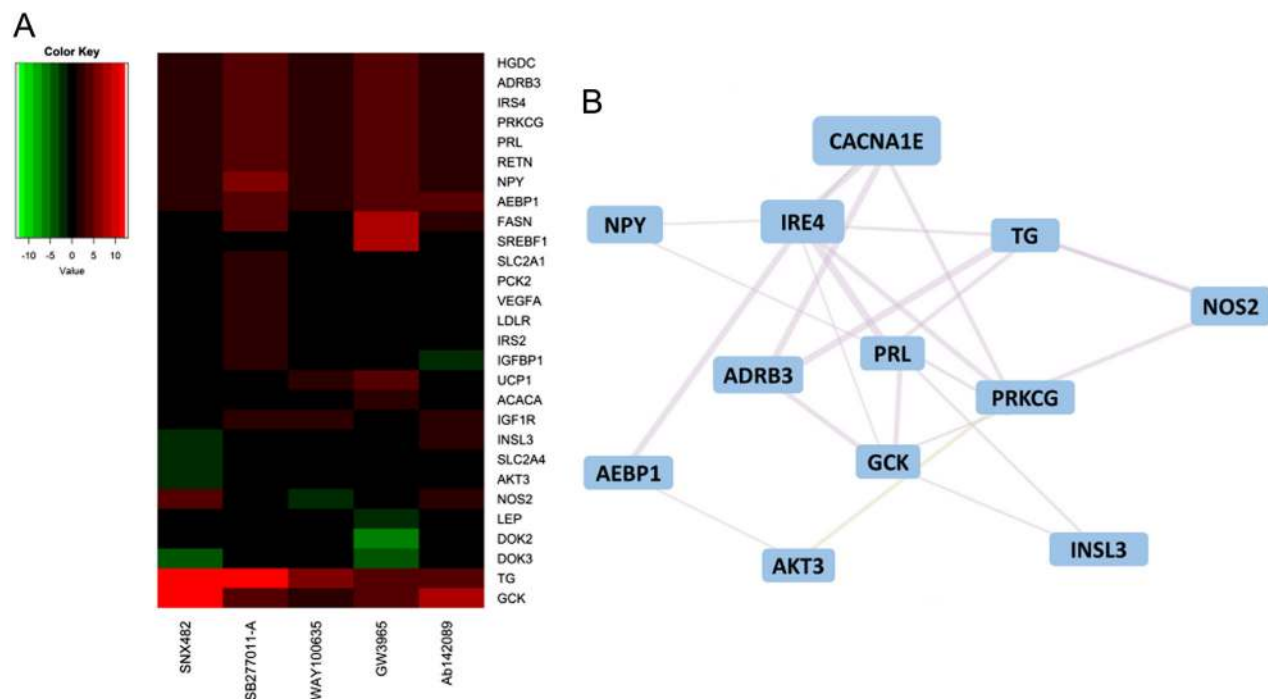 A
Color Key
-10 -5 0 5 10
Value
HGDC
ADRB3
IRS4
PRKCG
PRL
RETN
NPY
AEBP1
FASN
SREBF1
SLC2A1
PCK2
VEGFA
LDLR
IRS2
IGFBP1
UCP1
ACACA
IGF1R
INSL3
SLC2A4
AKT3
NOS2
LEP
DOK2
DOK3
TG
GCK
SNX482
SB277011-A
WAY100635
GW3965
Ab142089
B
CACNA1E
NPY
IRE4
TG
NOS2
PRL
ADRB3
PRKCG
GCK
AEBP1
AKT3
INSL3